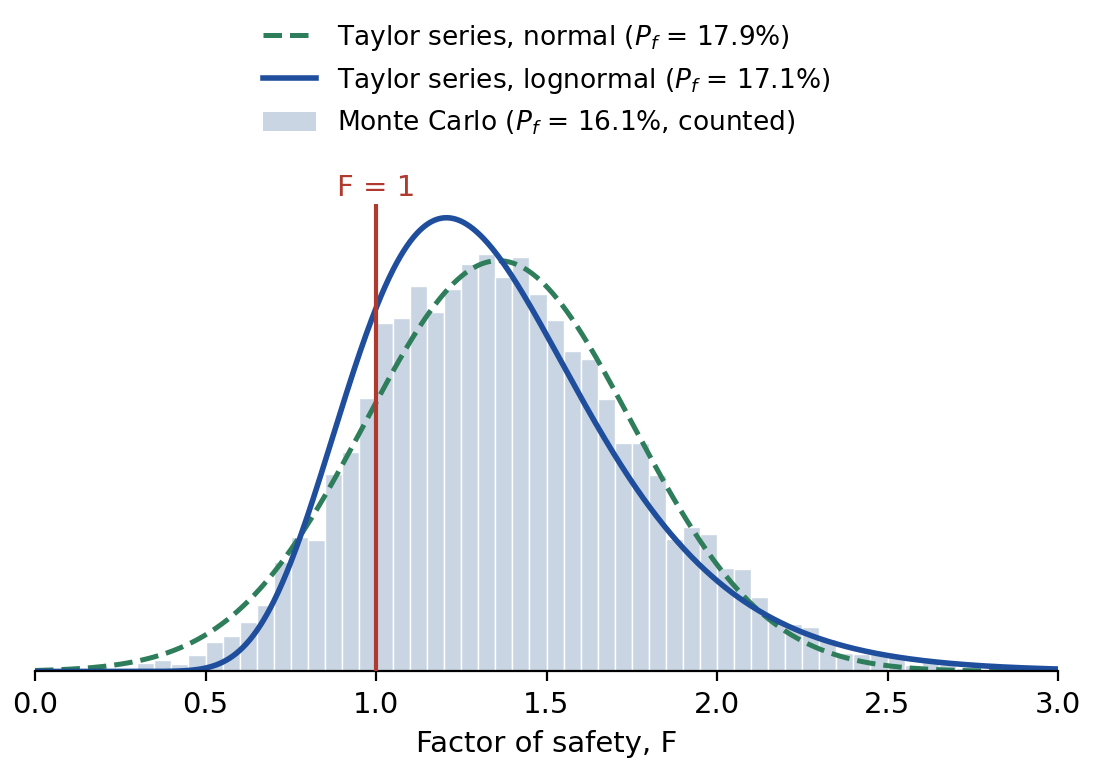 Taylor series, normal (P_f = 17.9%)
Taylor series, lognormal (P_f = 17.1%)
Monte Carlo (P_f = 16.1%, counted)
F = 1
0.0 0.5 1.0 1.5 2.0 2.5 3.0
Factor of safety, F